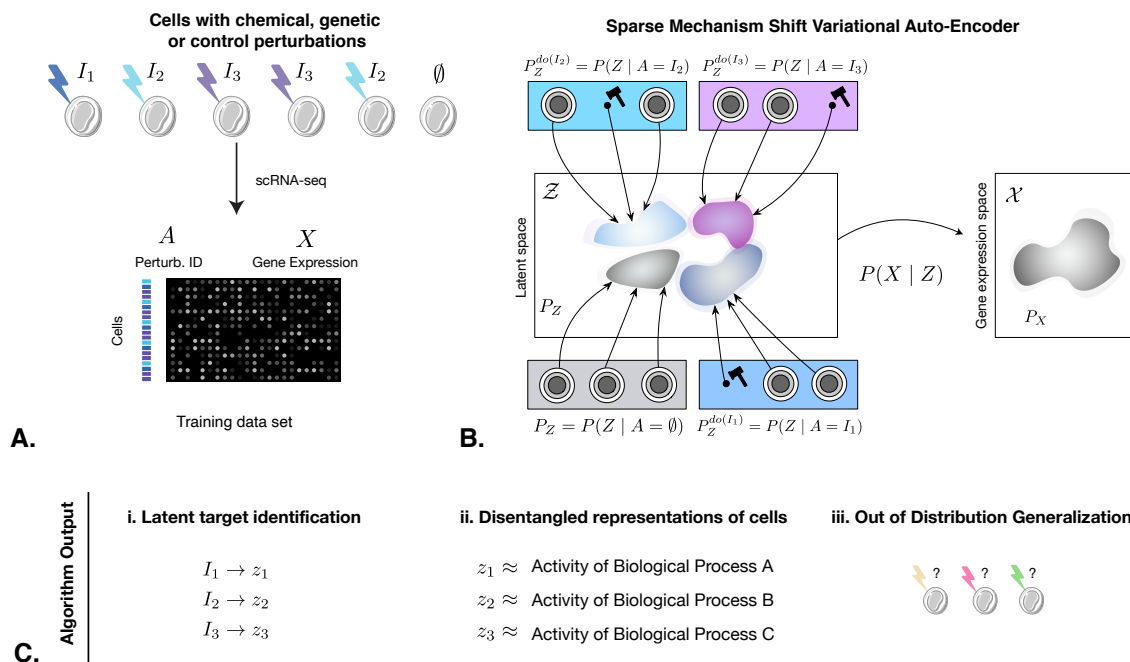 Cells with chemical, genetic
or control perturbations
I₁ I₂ I₃ I₃ I₂ ∅
scRNA-seq
A X
Perturb. ID Gene Expression
Cells
Training data set
A.
Sparse Mechanism Shift Variational Auto-Encoder
P_Z^{do(I₂)} = P(Z | A = I₂) P_Z^{do(I₃)} = P(Z | A = I₃)
Latent space
𝒵
P_Z
P(X | Z)
Gene expression space
𝒳
P_X
P_Z = P(Z | A = ∅) P_Z^{do(I₁)} = P(Z | A = I₁)
B.
Algorithm Output
i. Latent target identification
I₁ → z₁
I₂ → z₂
I₃ → z₃
ii. Disentangled representations of cells
z₁ ≈ Activity of Biological Process A
z₂ ≈ Activity of Biological Process B
z₃ ≈ Activity of Biological Process C
iii. Out of Distribution Generalization
? ? ?
C.